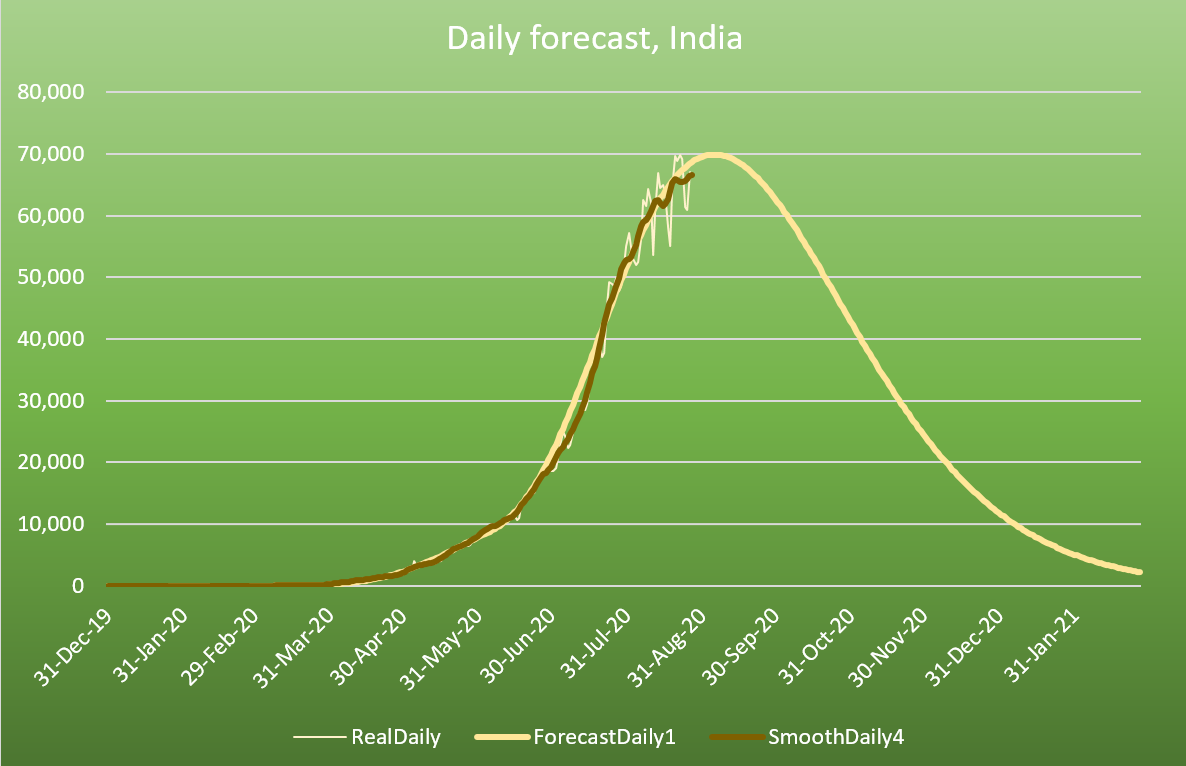 Daily forecast, India
80,000
70,000
60,000
50,000
40,000
30,000
20,000
10,000
0
31-Dec-19
31-Jan-20
29-Feb-20
31-Mar-20
30-Apr-20
31-May-20
30-Jun-20
31-Jul-20
31-Aug-20
30-Sep-20
31-Oct-20
30-Nov-20
31-Dec-20
31-Jan-21
RealDaily ForecastDaily1 SmoothDaily4